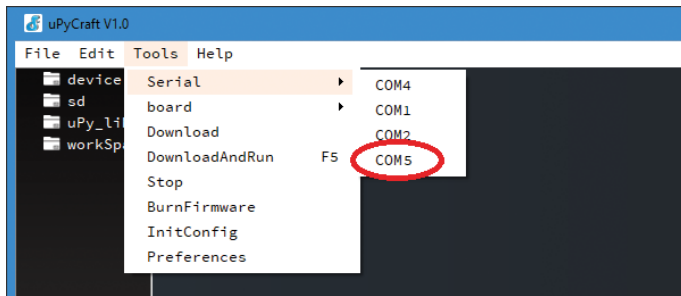 uPyCraft V1.0
File Edit Tools Help
device
sd
uPy_lil
workSpa
Serial
board
Download
DownloadAndRun F5
Stop
BurnFirmware
InitConfig
Preferences
COM4
COM1
COM2
COM5